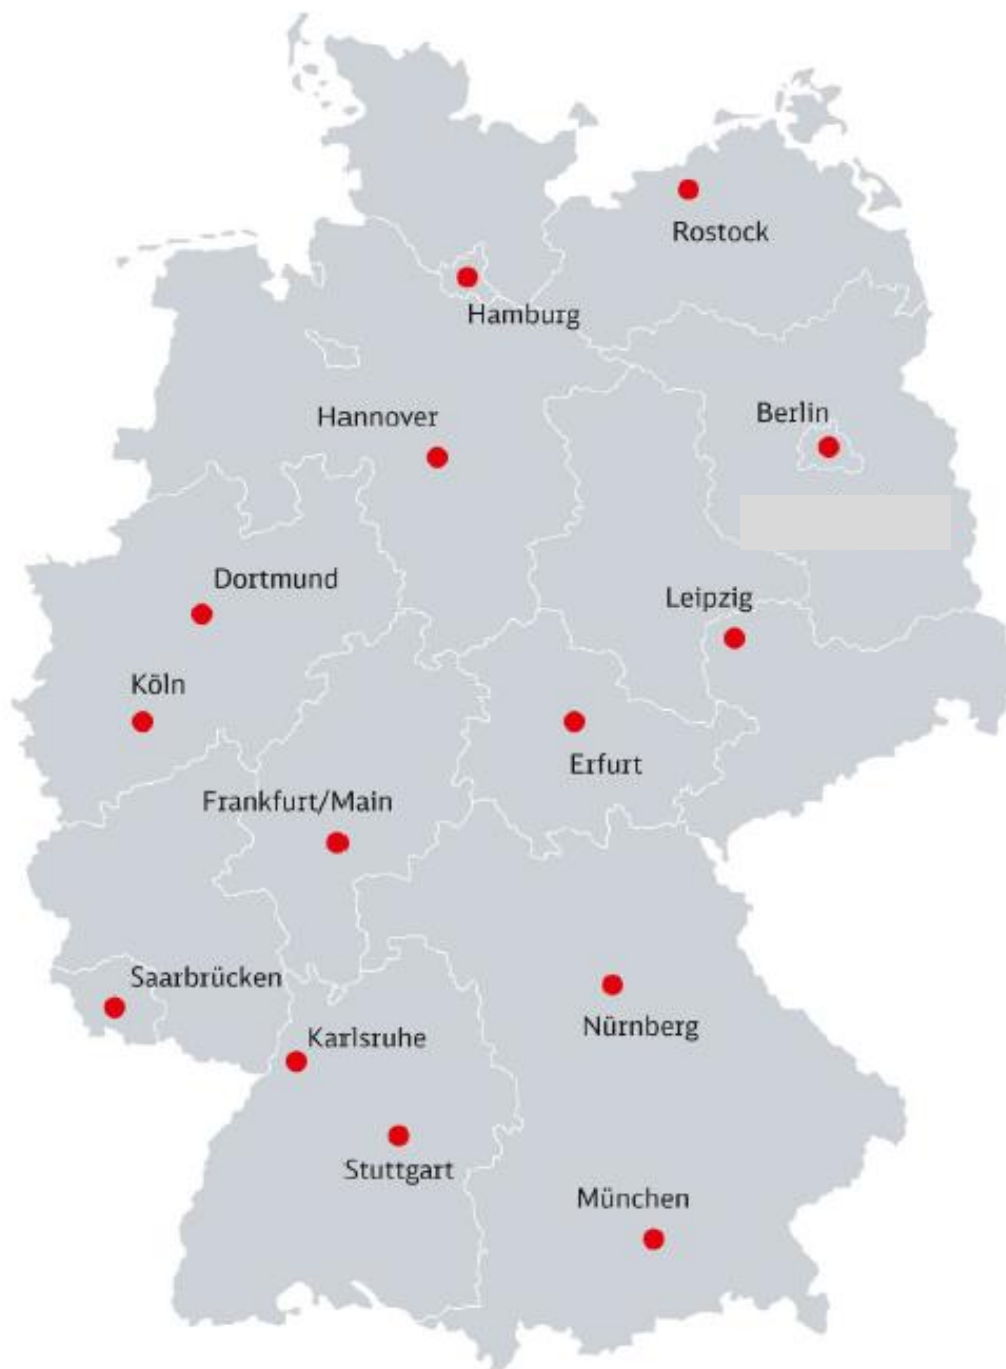 Rostock
Hamburg
Hannover
Berlin
Dortmund
Leipzig
Köln
Erfurt
Frankfurt/Main
Saarbrücken
Nürnberg
Karlsruhe
Stuttgart
München